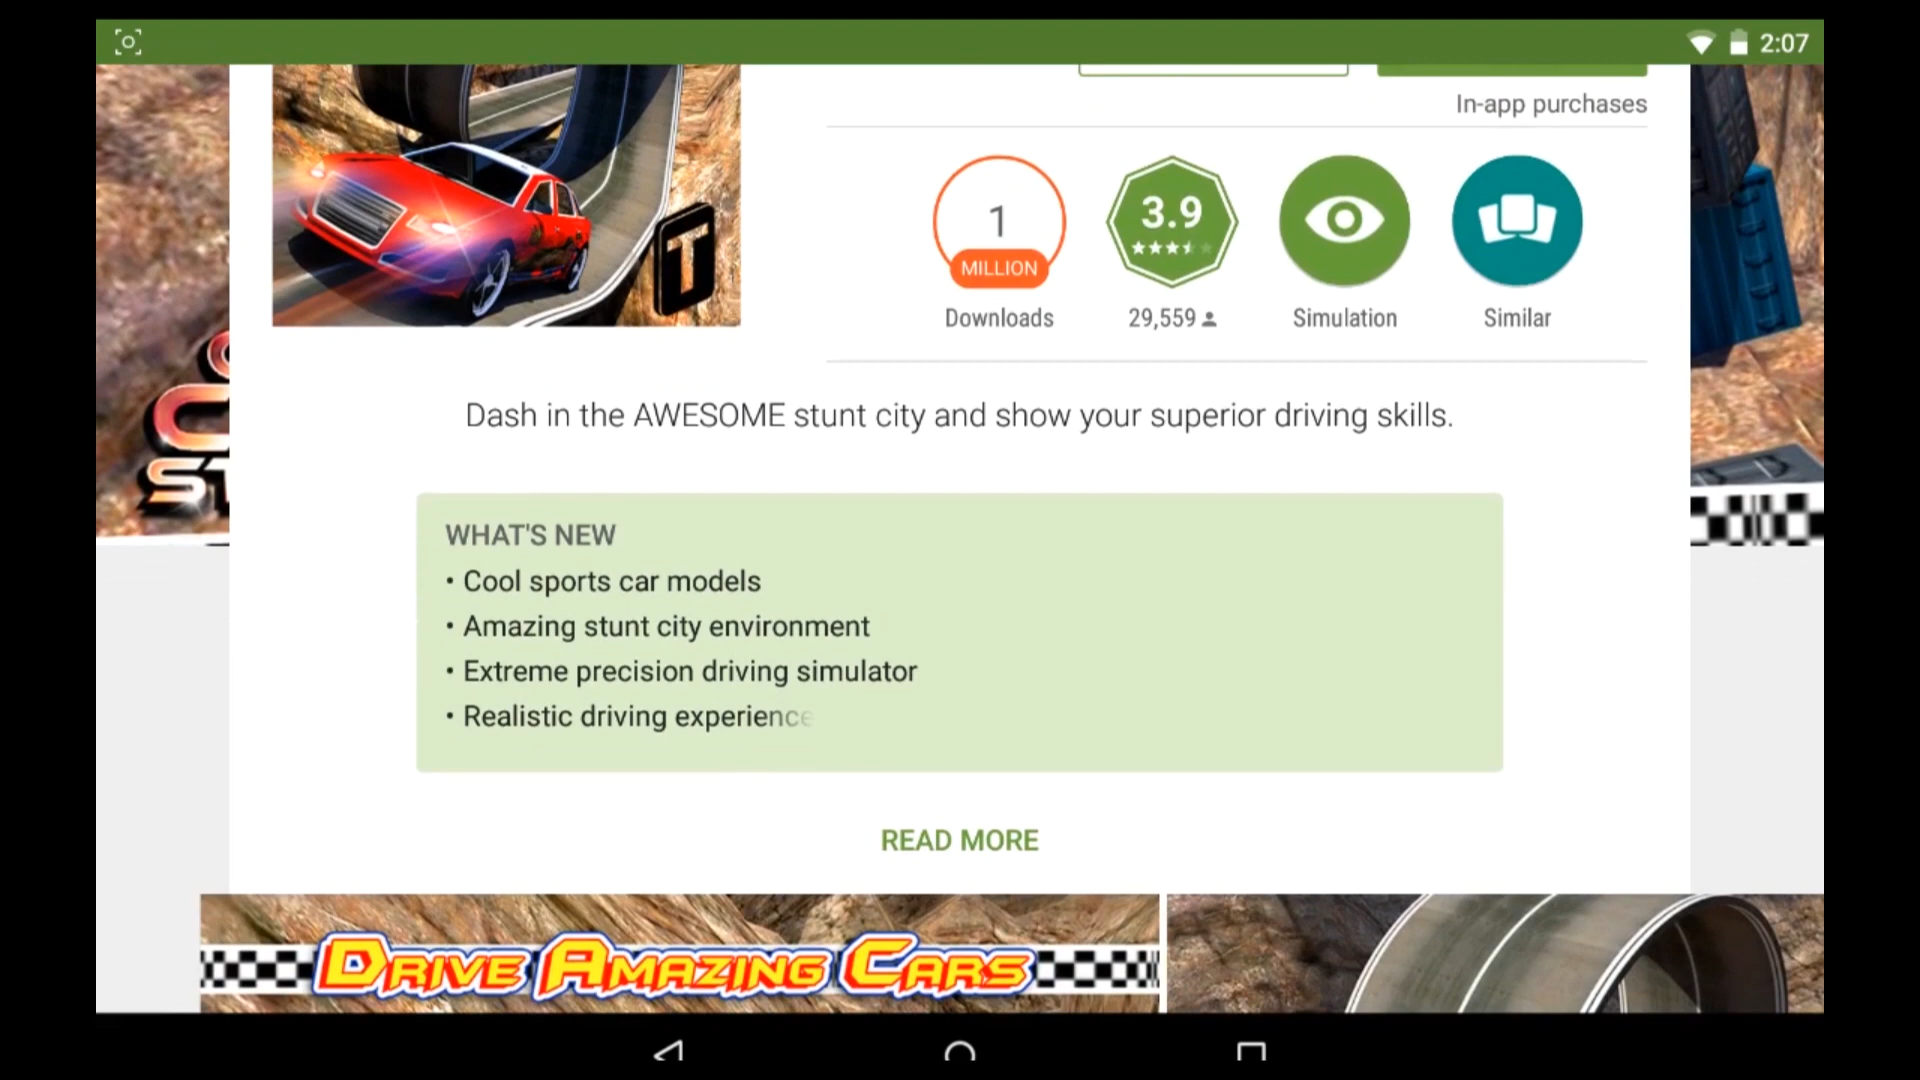 2:07
In-app purchases
1
MILLION
Downloads
3.9
29,559
Simulation
Similar
T
Dash in the AWESOME stunt city and show your superior driving skills.
ST
WHAT'S NEW
• Cool sports car models
• Amazing stunt city environment
• Extreme precision driving simulator
• Realistic driving experience
READ MORE
DRIVE AMAZING CARS